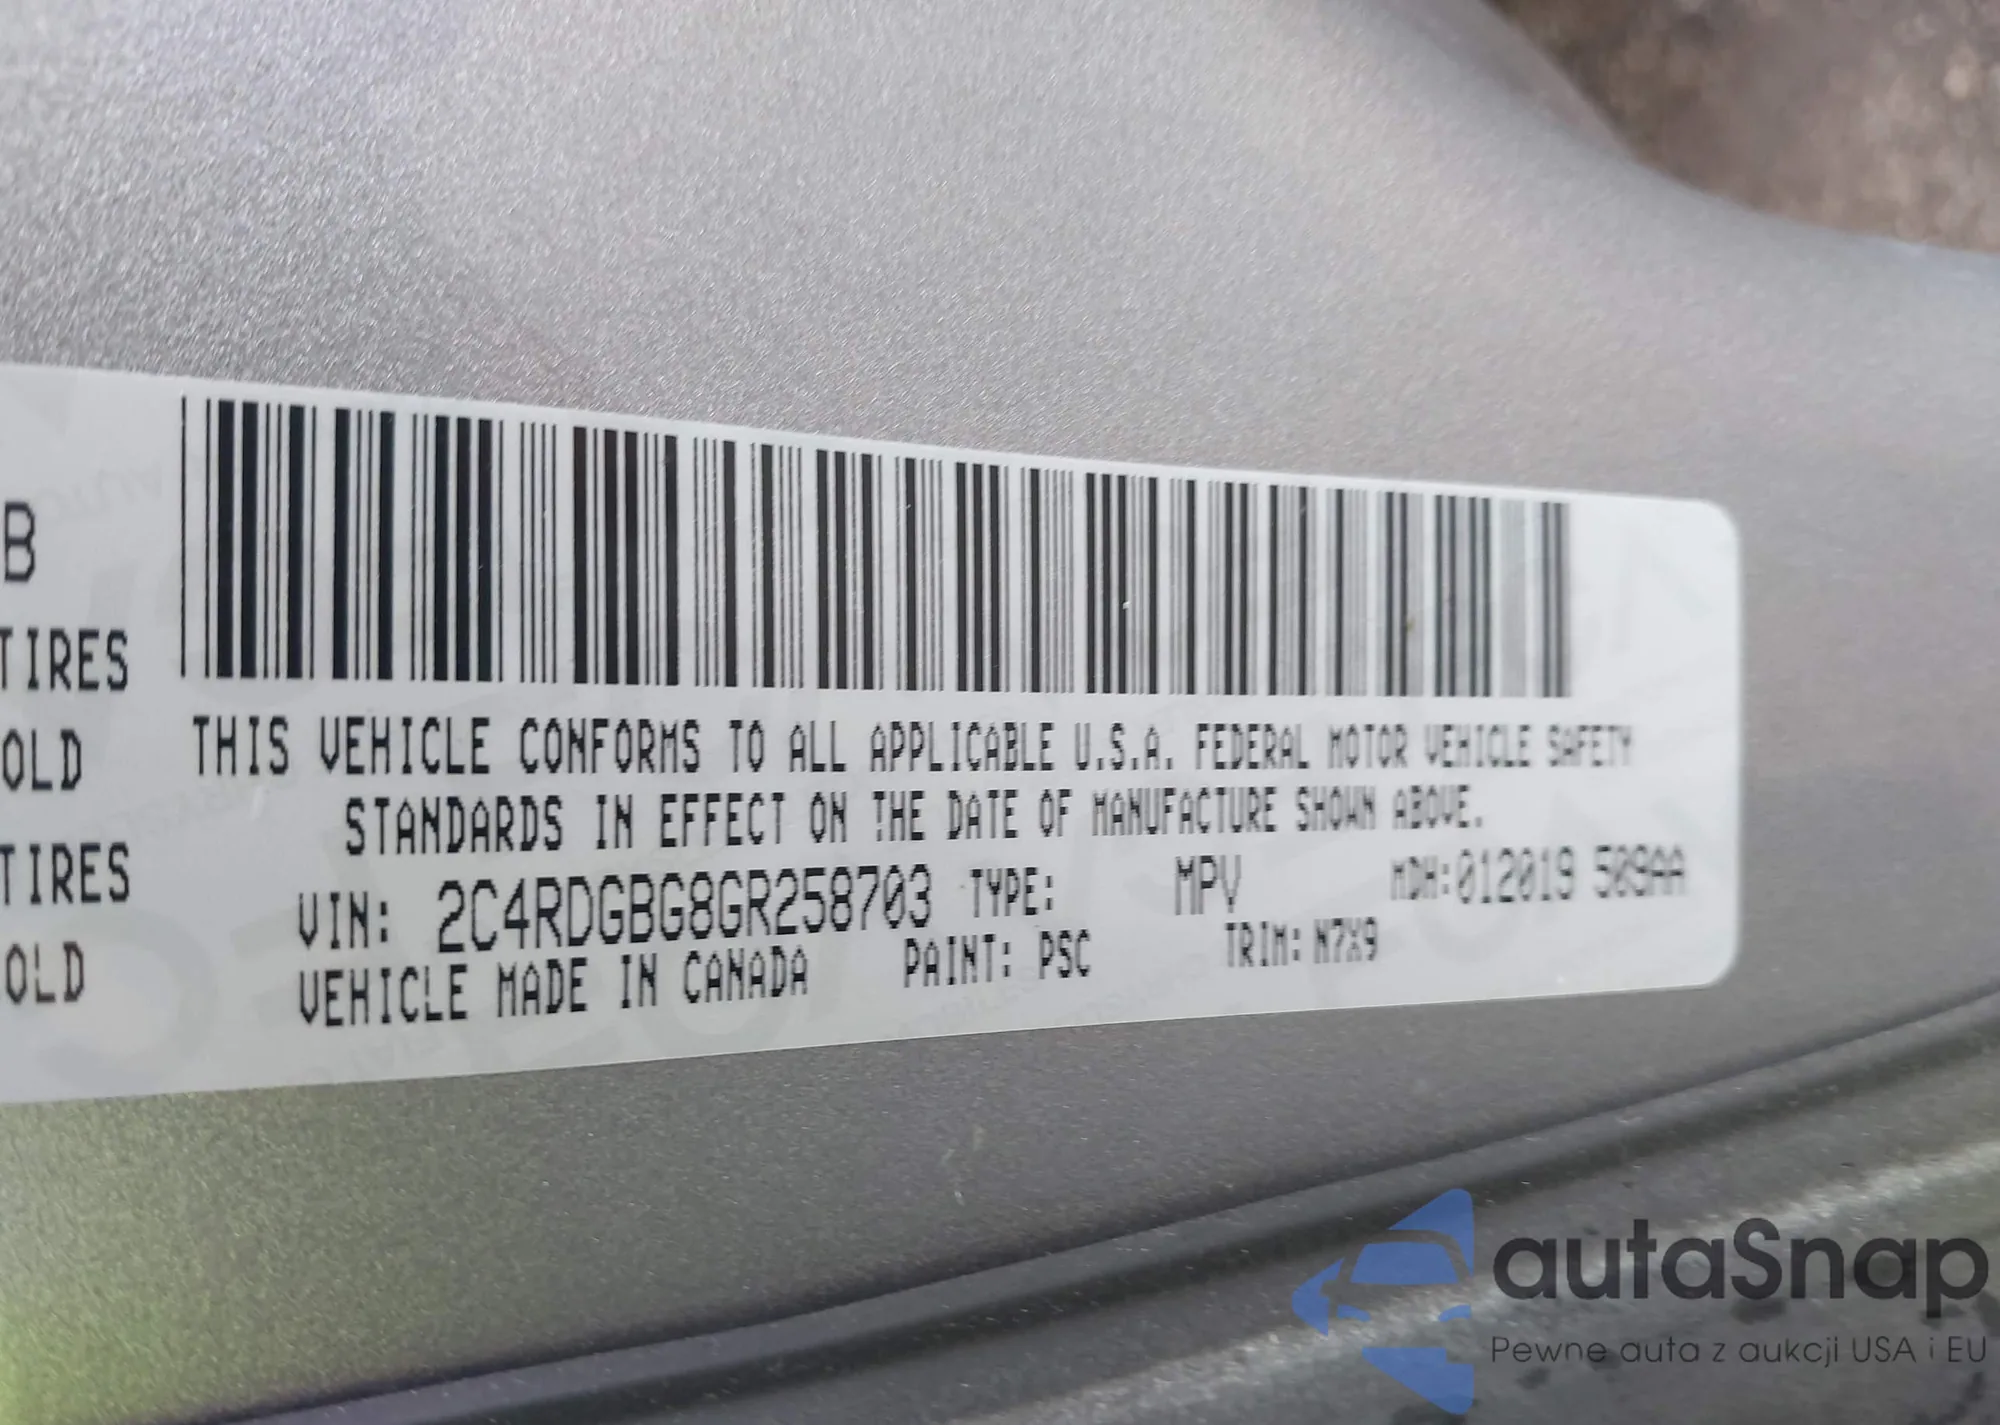 B
TIRES
OLD
TIRES
OLD
THIS VEHICLE CONFORMS TO ALL APPLICABLE U.S.A. FEDERAL MOTOR VEHICLE SAFETY
STANDARDS IN EFFECT ON THE DATE OF MANUFACTURE SHOWN ABOVE.
VIN: 2C4RDGBG8GR258703 TYPE: MPV MDH:012019 509AA
VEHICLE MADE IN CANADA PAINT: PSC TRIM: N7X9
autaSnap
Pewne auta z aukcji USA i EU